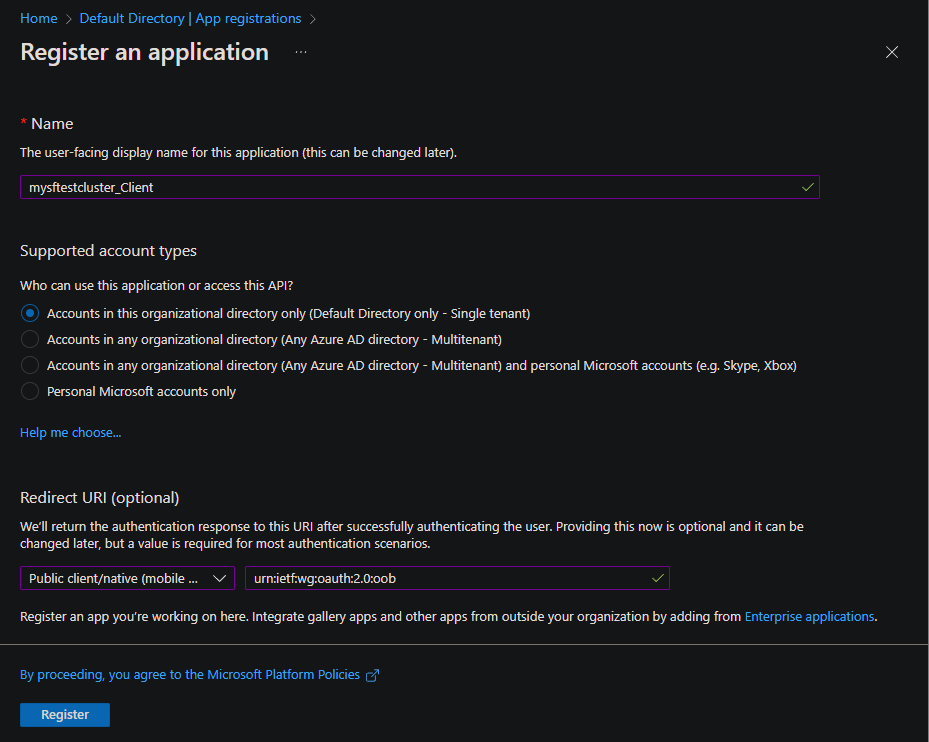 Home > Default Directory | App registrations >
Register an application ...
* Name
The user-facing display name for this application (this can be changed later).
mysftestcluster_Client
Supported account types
Who can use this application or access this API?
Accounts in this organizational directory only (Default Directory only - Single tenant)
Accounts in any organizational directory (Any Azure AD directory - Multitenant)
Accounts in any organizational directory (Any Azure AD directory - Multitenant) and personal Microsoft accounts (e.g. Skype, Xbox)
Personal Microsoft accounts only
Help me choose...
Redirect URI (optional)
We'll return the authentication response to this URI after successfully authenticating the user. Providing this now is optional and it can be
changed later, but a value is required for most authentication scenarios.
Public client/native (mobile ... urn:ietf:wg:oauth:2.0:oob
Register an app you're working on here. Integrate gallery apps and other apps from outside your organization by adding from Enterprise applications.
By proceeding, you agree to the Microsoft Platform Policies
Register